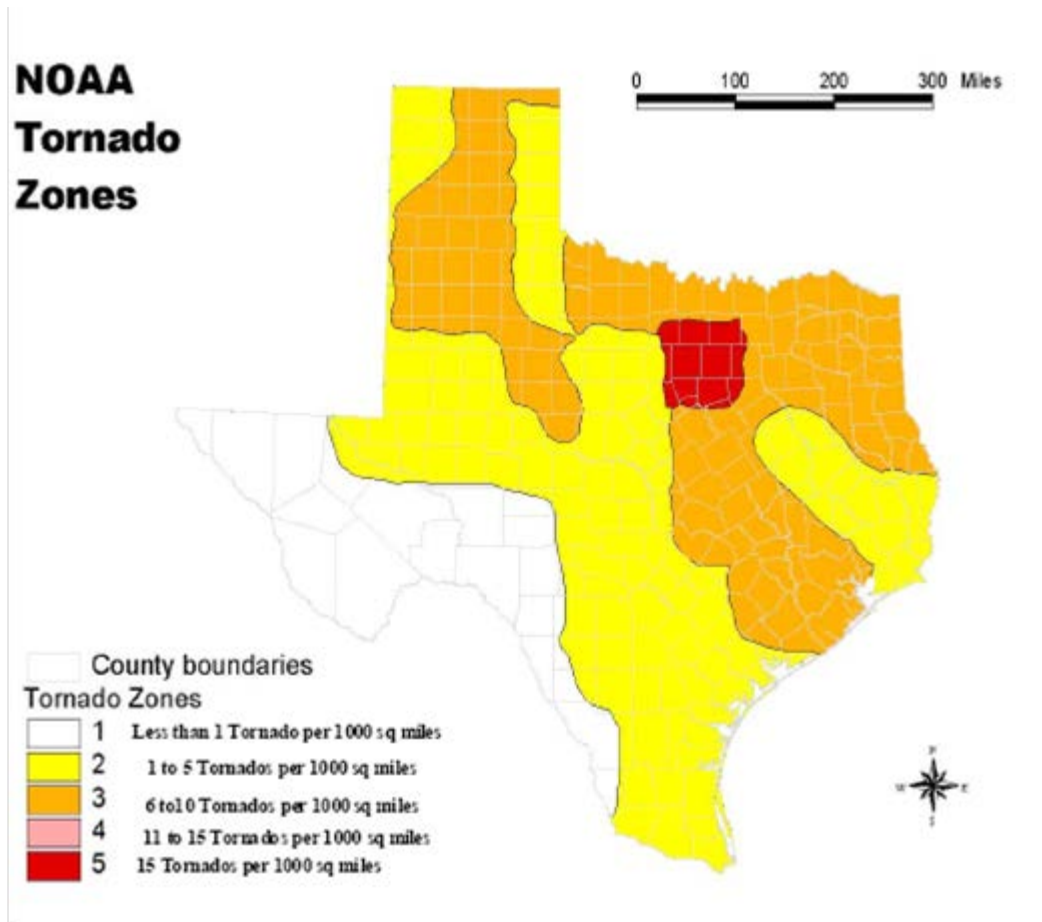 NOAA
Tornado
Zones
0 100 200 300 Miles
County boundaries
Tornado Zones
1 Less than 1 Tornado per 1000 sq miles
2 1 to 5 Tornados per 1000 sq miles
3 6 to10 Tornados per 1000 sq miles
4 11 to 15 Tornados per 1000 sq miles
5 15 Tornados per 1000 sq miles
W E
S